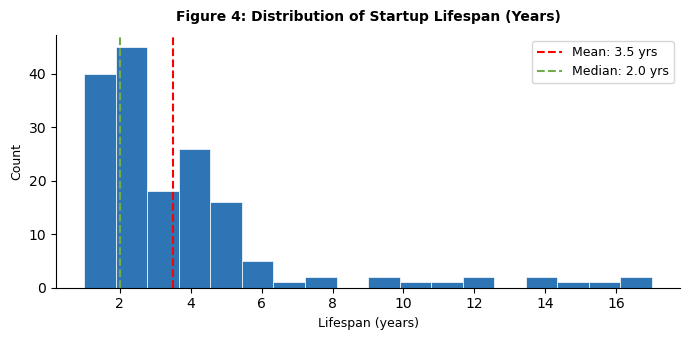 Figure 4: Distribution of Startup Lifespan (Years)
Mean: 3.5 yrs
Median: 2.0 yrs
Count
40
30
20
10
0
2 4 6 8 10 12 14 16
Lifespan (years)